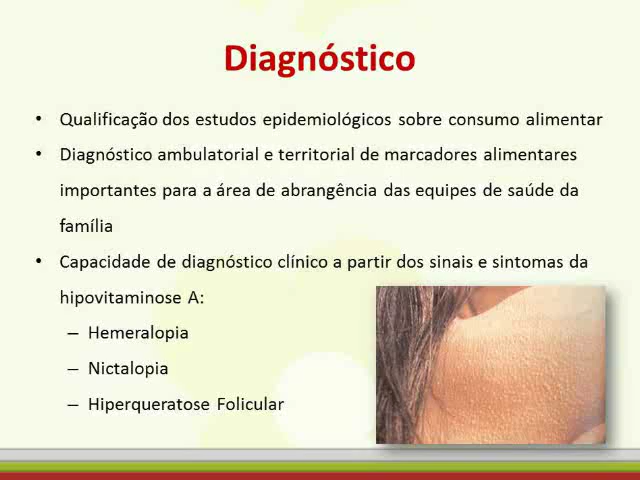 Diagnóstico
• Qualificação dos estudos epidemiológicos sobre consumo alimentar
• Diagnóstico ambulatorial e territorial de marcadores alimentares
importantes para a área de abrangência das equipes de saúde da
família
• Capacidade de diagnóstico clínico a partir dos sinais e sintomas da
hipovitaminose A:
– Hemeralopia
– Nictalopia
– Hiperqueratose Folicular